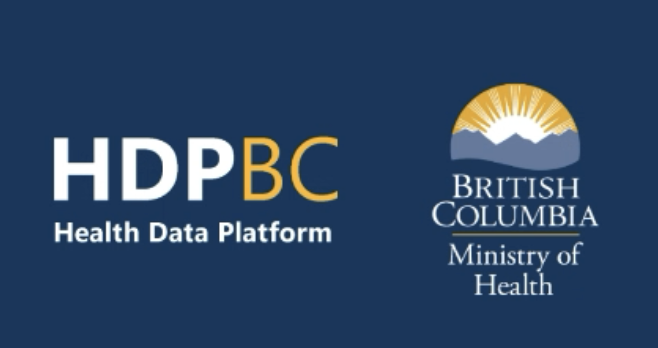 HDPBC
Health Data Platform
BRITISH
COLUMBIA
Ministry of
Health